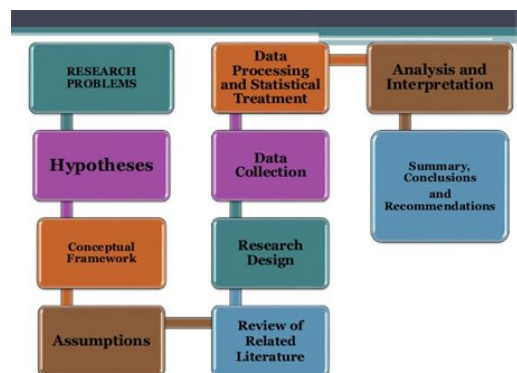 RESEARCH
PROBLEMS
Hypotheses
Conceptual
Framework
Assumptions
Review of
Related
Literature
Research
Design
Data
Collection
Data
Processing
and Statistical
Treatment
Analysis and
Interpretation
Summary,
Conclusions
and
Recommendations